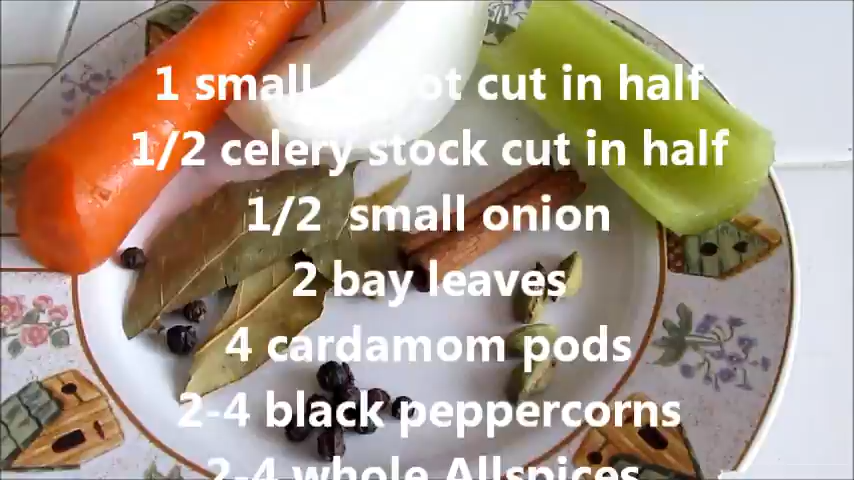 1 small carrot cut in half
1/2 celery stock cut in half
1/2 small onion
2 bay leaves
4 cardamom pods
2-4 black peppercorns
2-4 whole Allspices